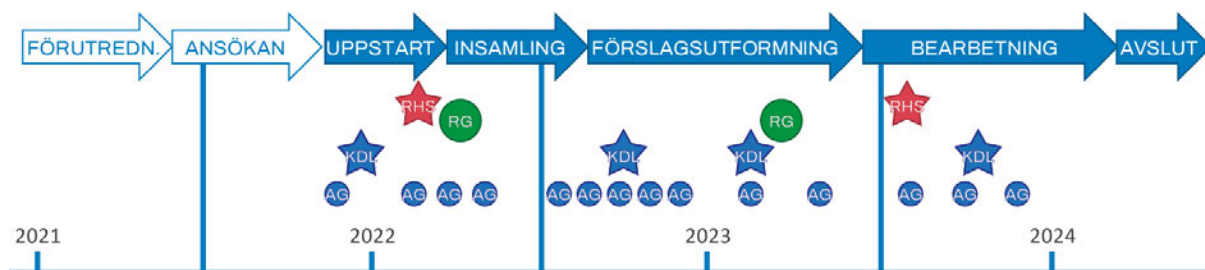 FÖRUTREDN. ANSÖKAN UPPSTART INSAMLING FÖRSLAGSUTFORMNING BEARBETNING AVSLUT
RHS RG RG RHS
KDL KDL KDL KDL
AG AG AG AG AG AG AG AG AG AG AG AG AG AG
2021 2022 2023 2024